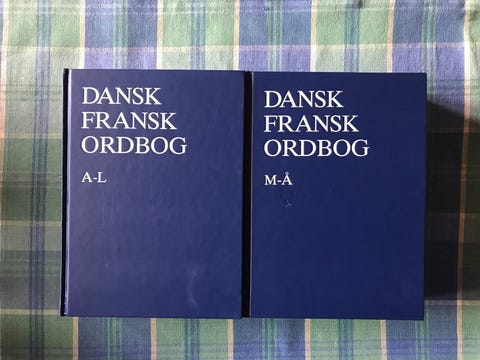 DANSK
FRANSK
ORDBOG
A-L
DANSK
FRANSK
ORDBOG
M-Å